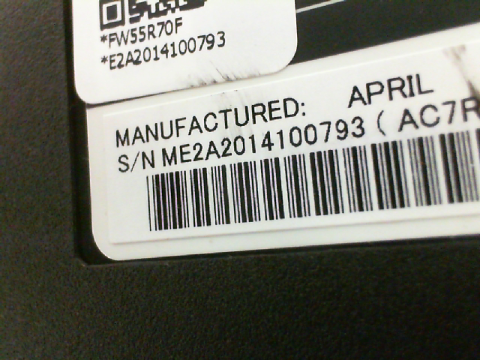 *FW55R70F
*E2A2014100793
MANUFACTURED: APRIL
S/N ME2A2014100793 ( AC7R